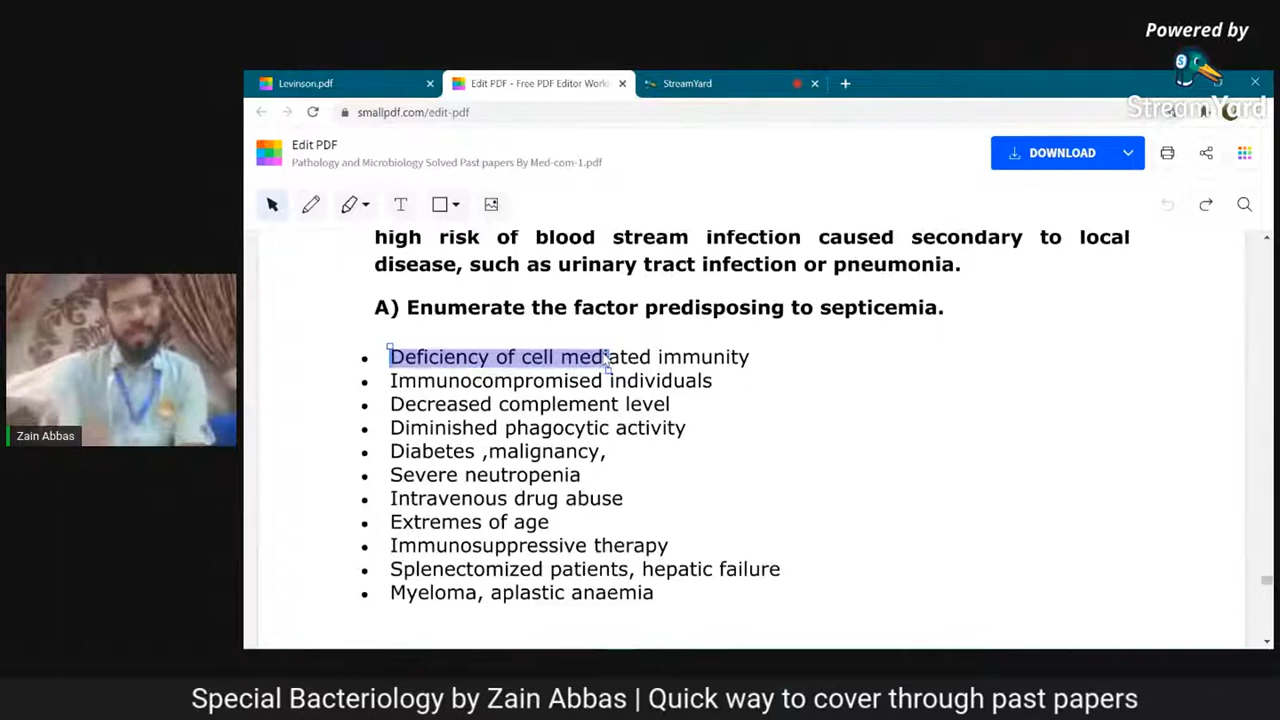 Powered by
StreamYard
Levinson.pdf
Edit PDF - Free PDF Editor Work
StreamYard
smallpdf.com/edit-pdf
Edit PDF
Pathology and Microbiology Solved Past papers By Med-com-1.pdf
DOWNLOAD
T
high risk of blood stream infection caused secondary to local
disease, such as urinary tract infection or pneumonia.
A) Enumerate the factor predisposing to septicemia.
• Deficiency of cell mediated immunity
• Immunocompromised individuals
• Decreased complement level
• Diminished phagocytic activity
• Diabetes ,malignancy,
• Severe neutropenia
• Intravenous drug abuse
• Extremes of age
• Immunosuppressive therapy
• Splenectomized patients, hepatic failure
• Myeloma, aplastic anaemia
Zain Abbas
Special Bacteriology by Zain Abbas | Quick way to cover through past papers